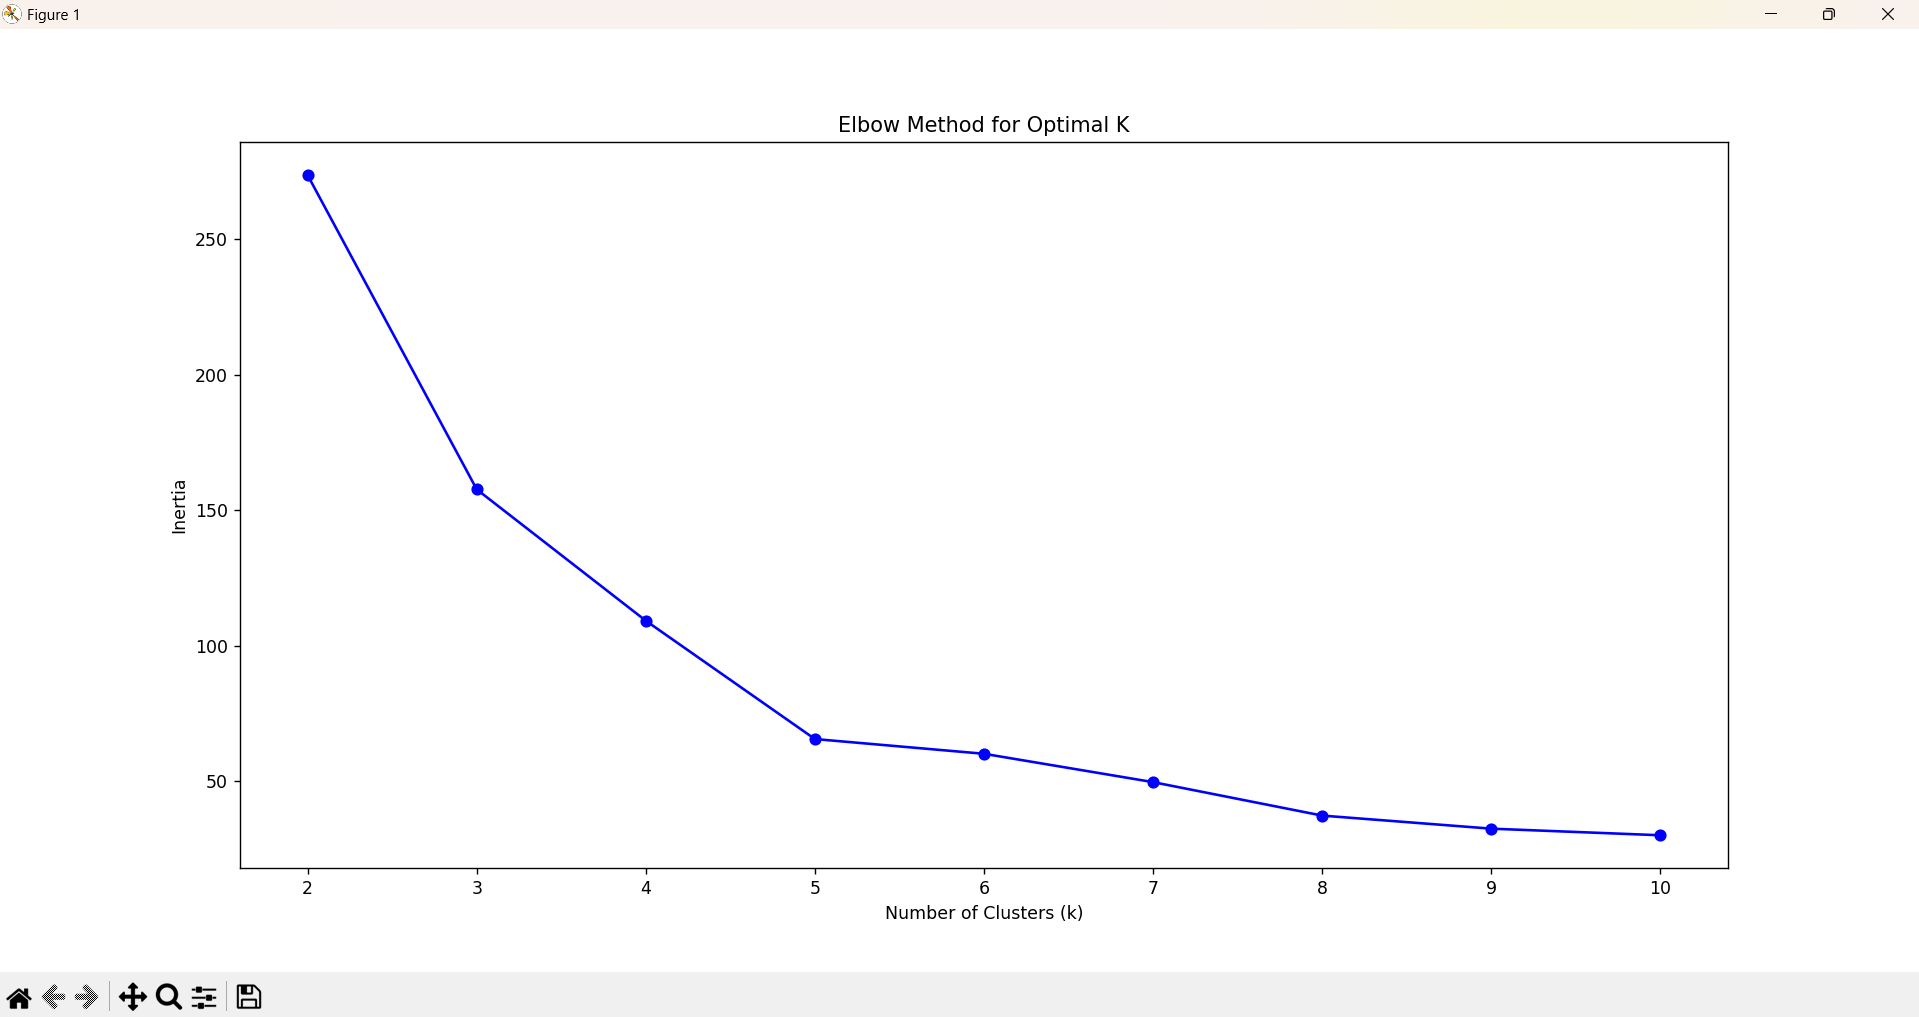 Figure 1
Elbow Method for Optimal K
250
200
150
100
50
Inertia
2 3 4 5 6 7 8 9 10
Number of Clusters (k)